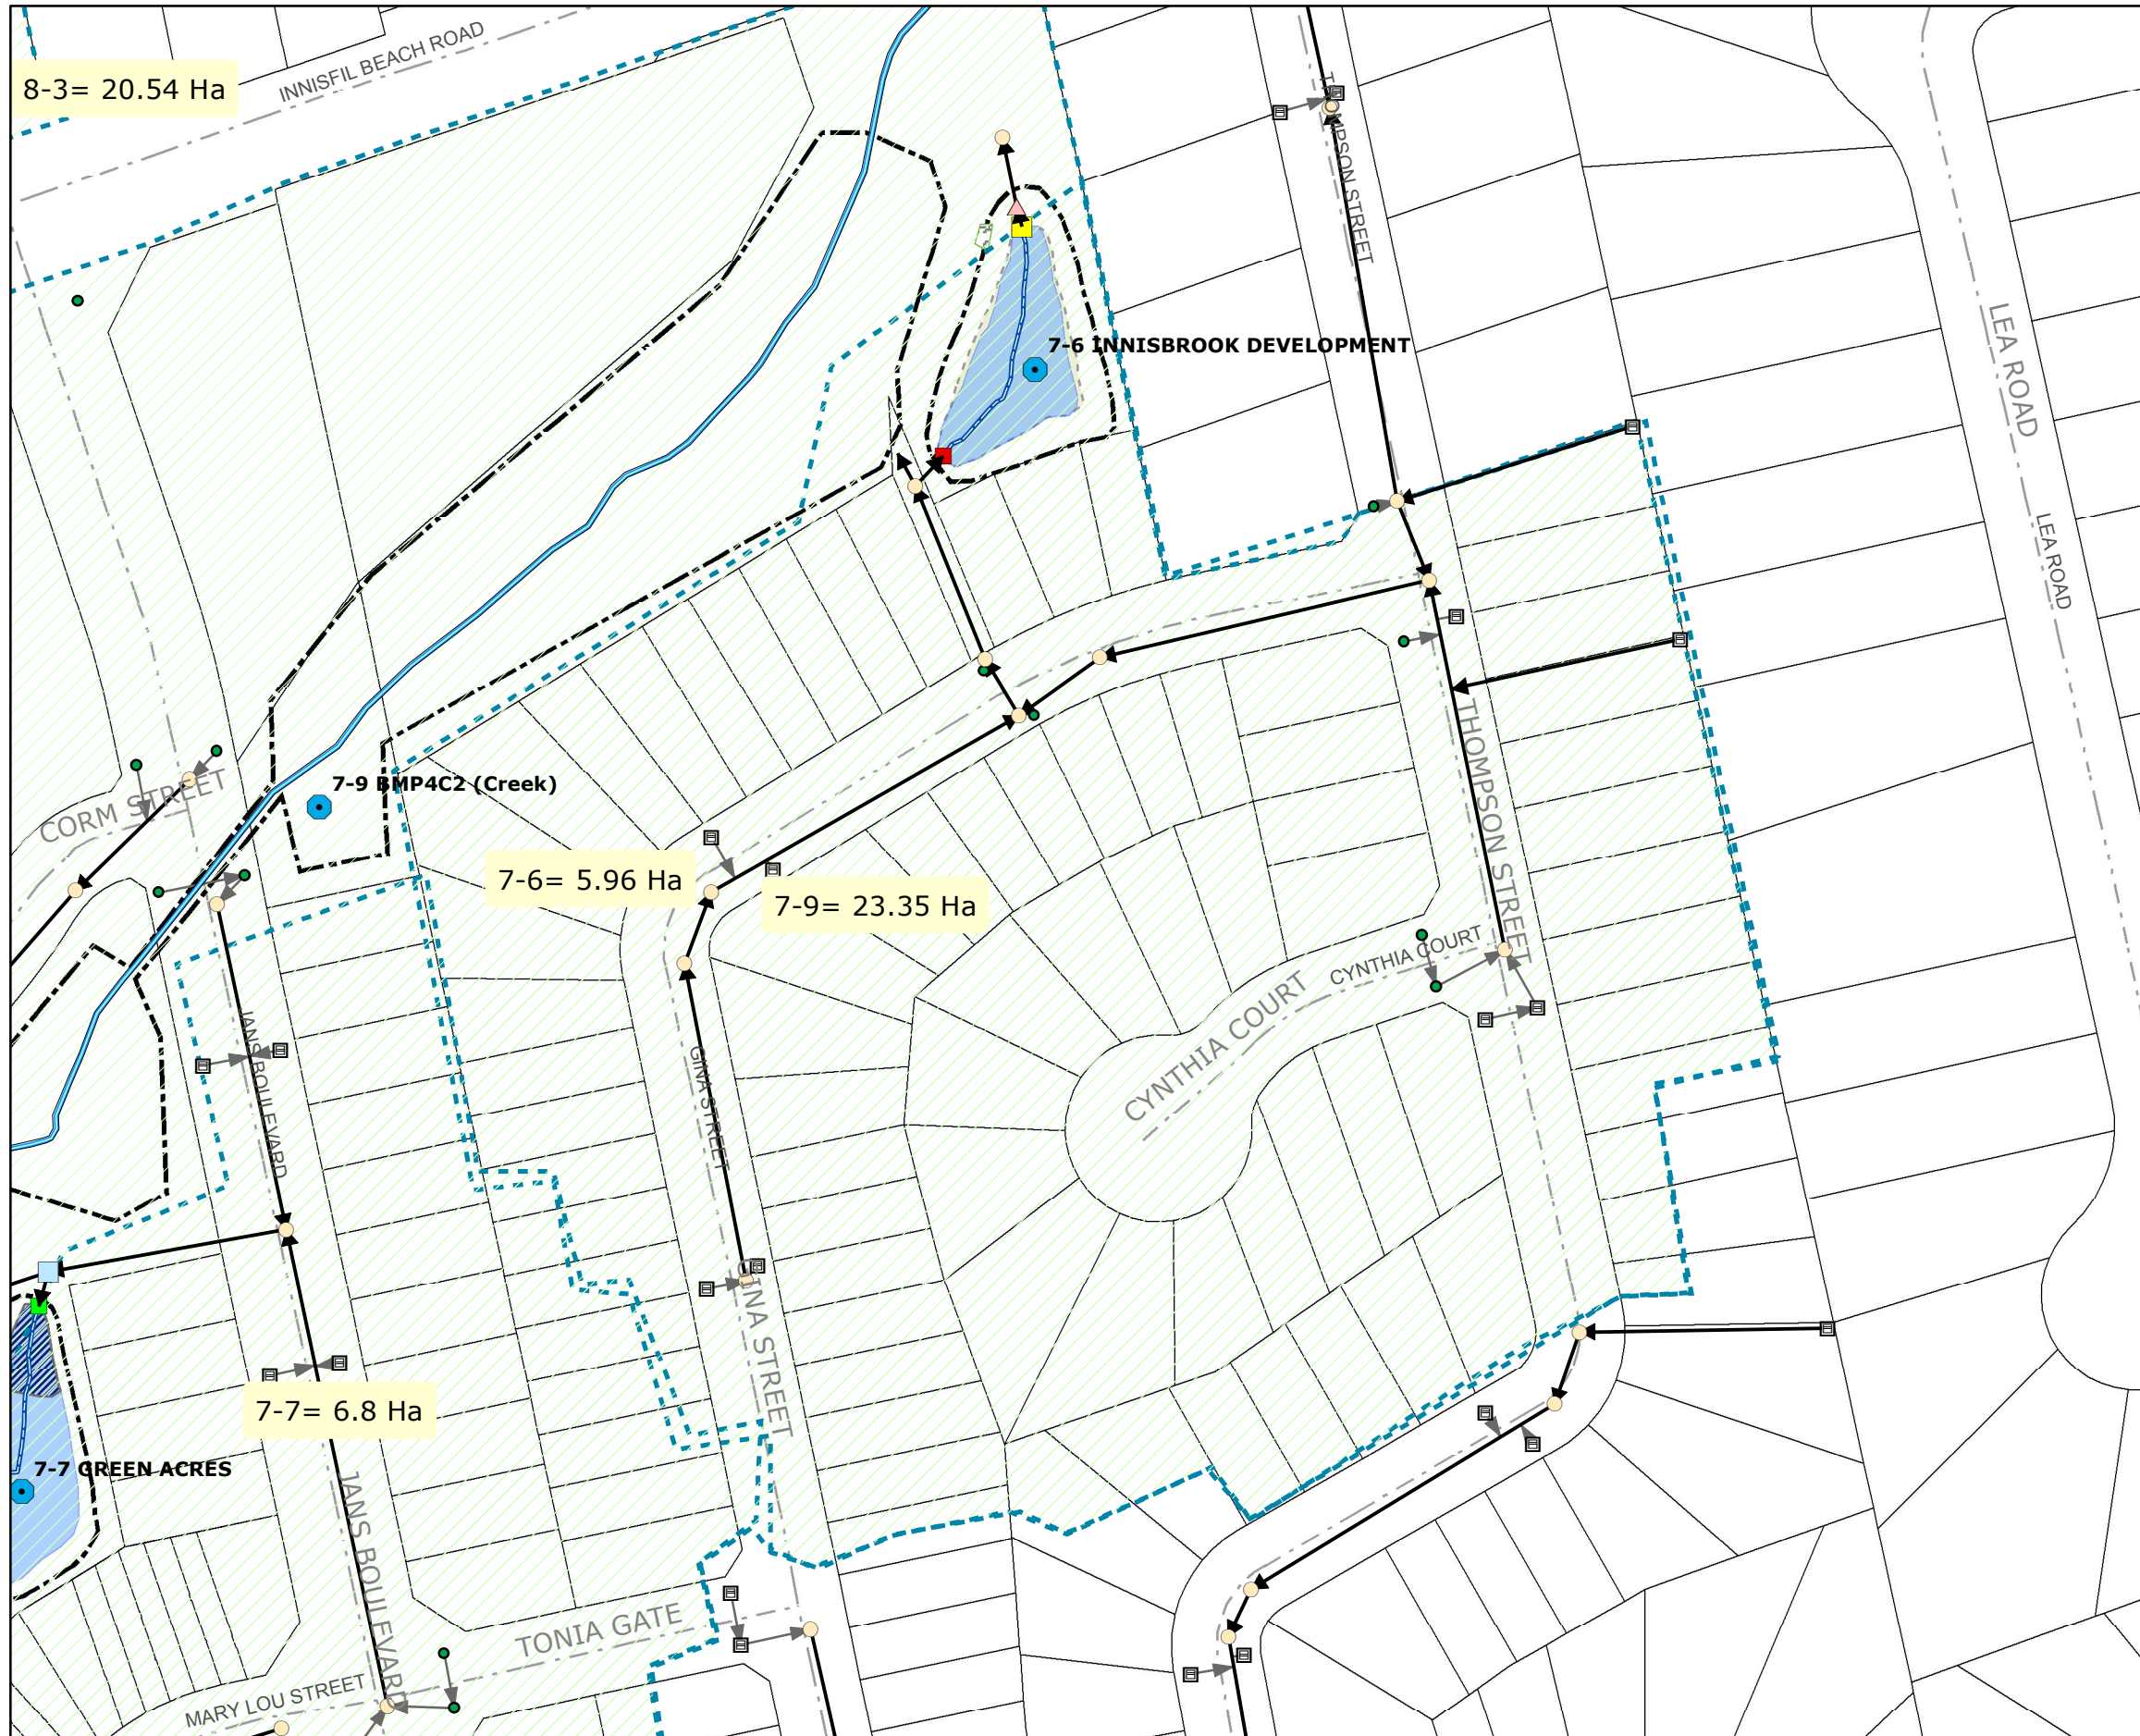 INNISFIL BEACH ROAD
8-3= 20.54 Ha
THOMPSON STREET
7-6 INNISBROOK DEVELOPMENT
LEA ROAD
LEA ROAD
CORM STREET
7-9 BMP4C2 (Creek)
7-6= 5.96 Ha
7-9= 23.35 Ha
THOMPSON STREET
CYNTHIA COURT
CYNTHIA COURT
JANS BOULEVARD
GINA STREET
GINA STREET
7-7= 6.8 Ha
7-7 GREEN ACRES
JANS BOULEVARD
TONIA GATE
MARY LOU STREET